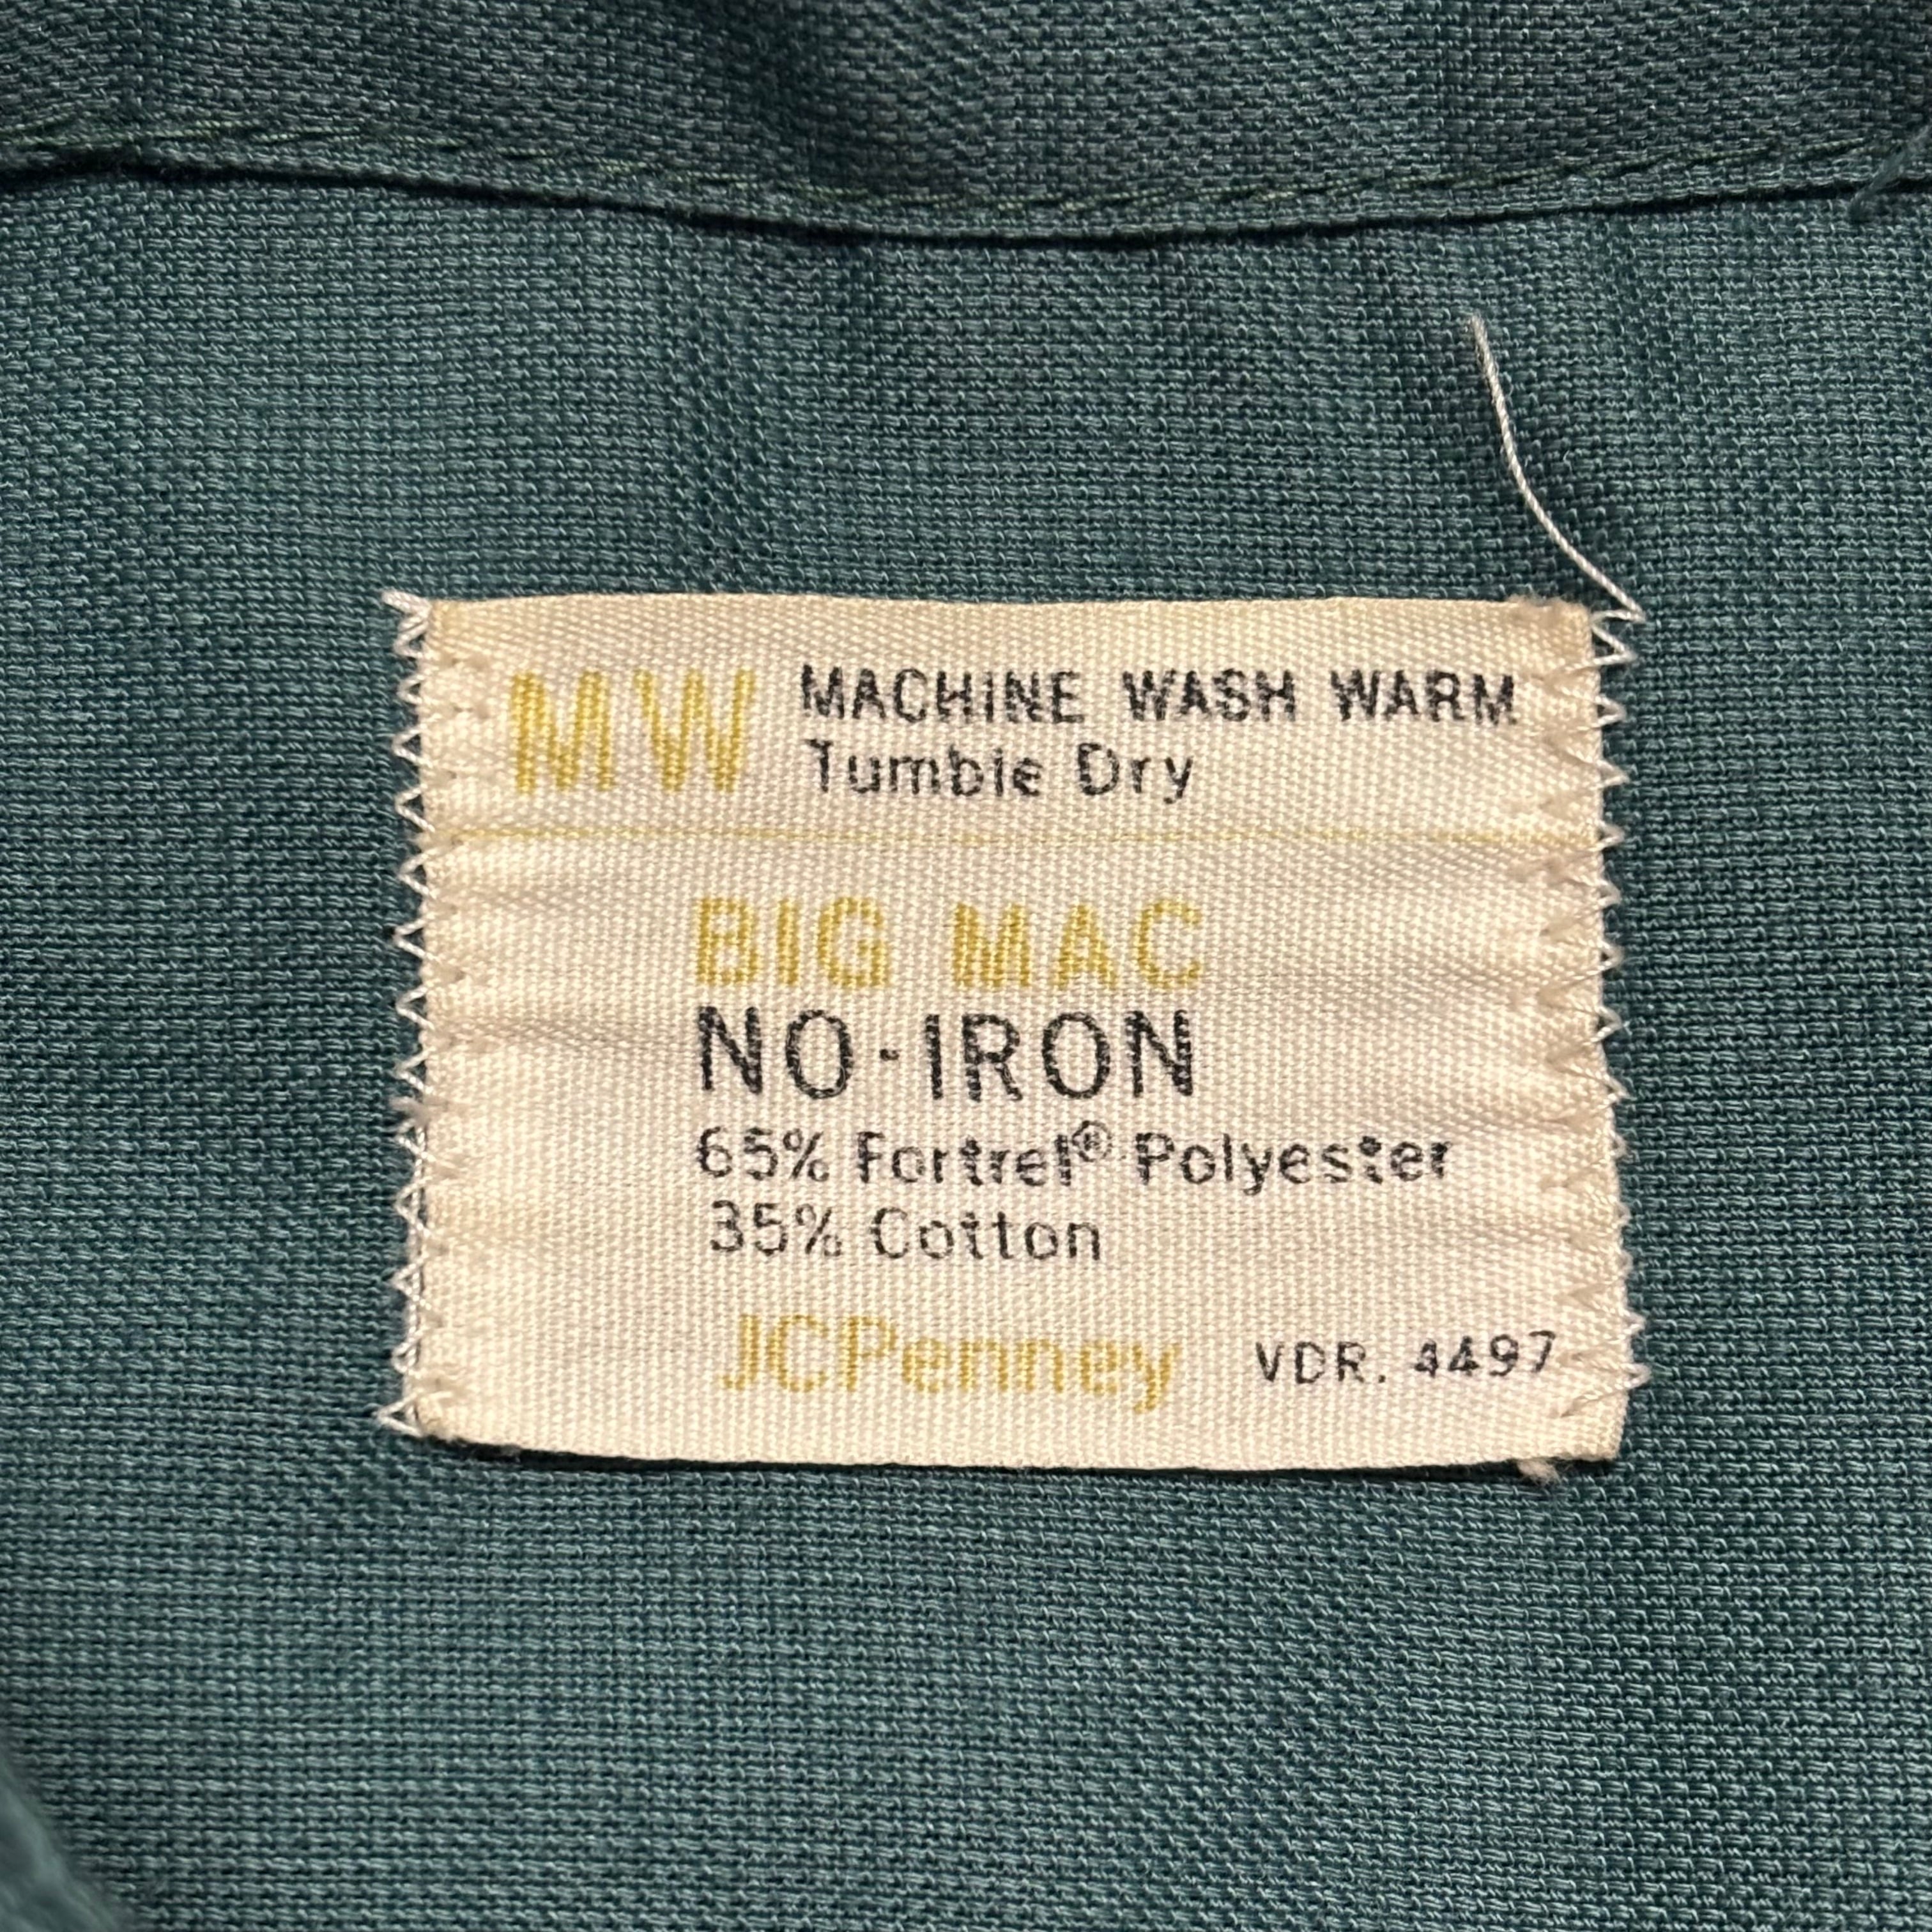 MW MACHINE WASH WARM
Tumble Dry
BIG MAC
NO-IRON
65% Fortrel® Polyester
35% Cotton
JCPenney VDR. 4497